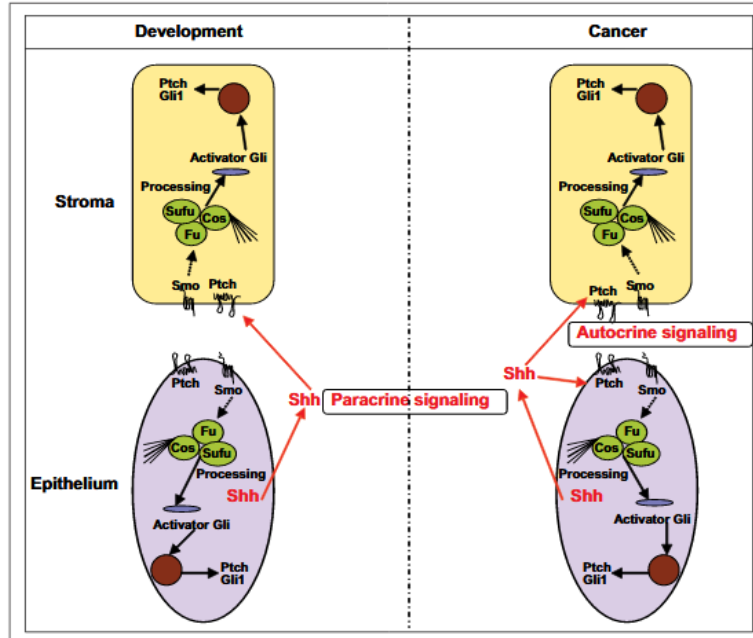 Development
Cancer
Stroma
Ptch
Gli1
Activator Gli
Processing
Sufu
Cos
Fu
Smo
Ptch
Ptch
Gli1
Activator Gli
Processing
Sufu
Cos
Fu
Ptch
Smo
Autocrine signaling
Shh
Paracrine signaling
Shh
Epithelium
Ptch
Smo
Fu
Cos
Sufu
Processing
Shh
Activator Gli
Ptch
Gli1
Ptch
Smo
Fu
Cos
Sufu
Processing
Shh
Activator Gli
Ptch
Gli1